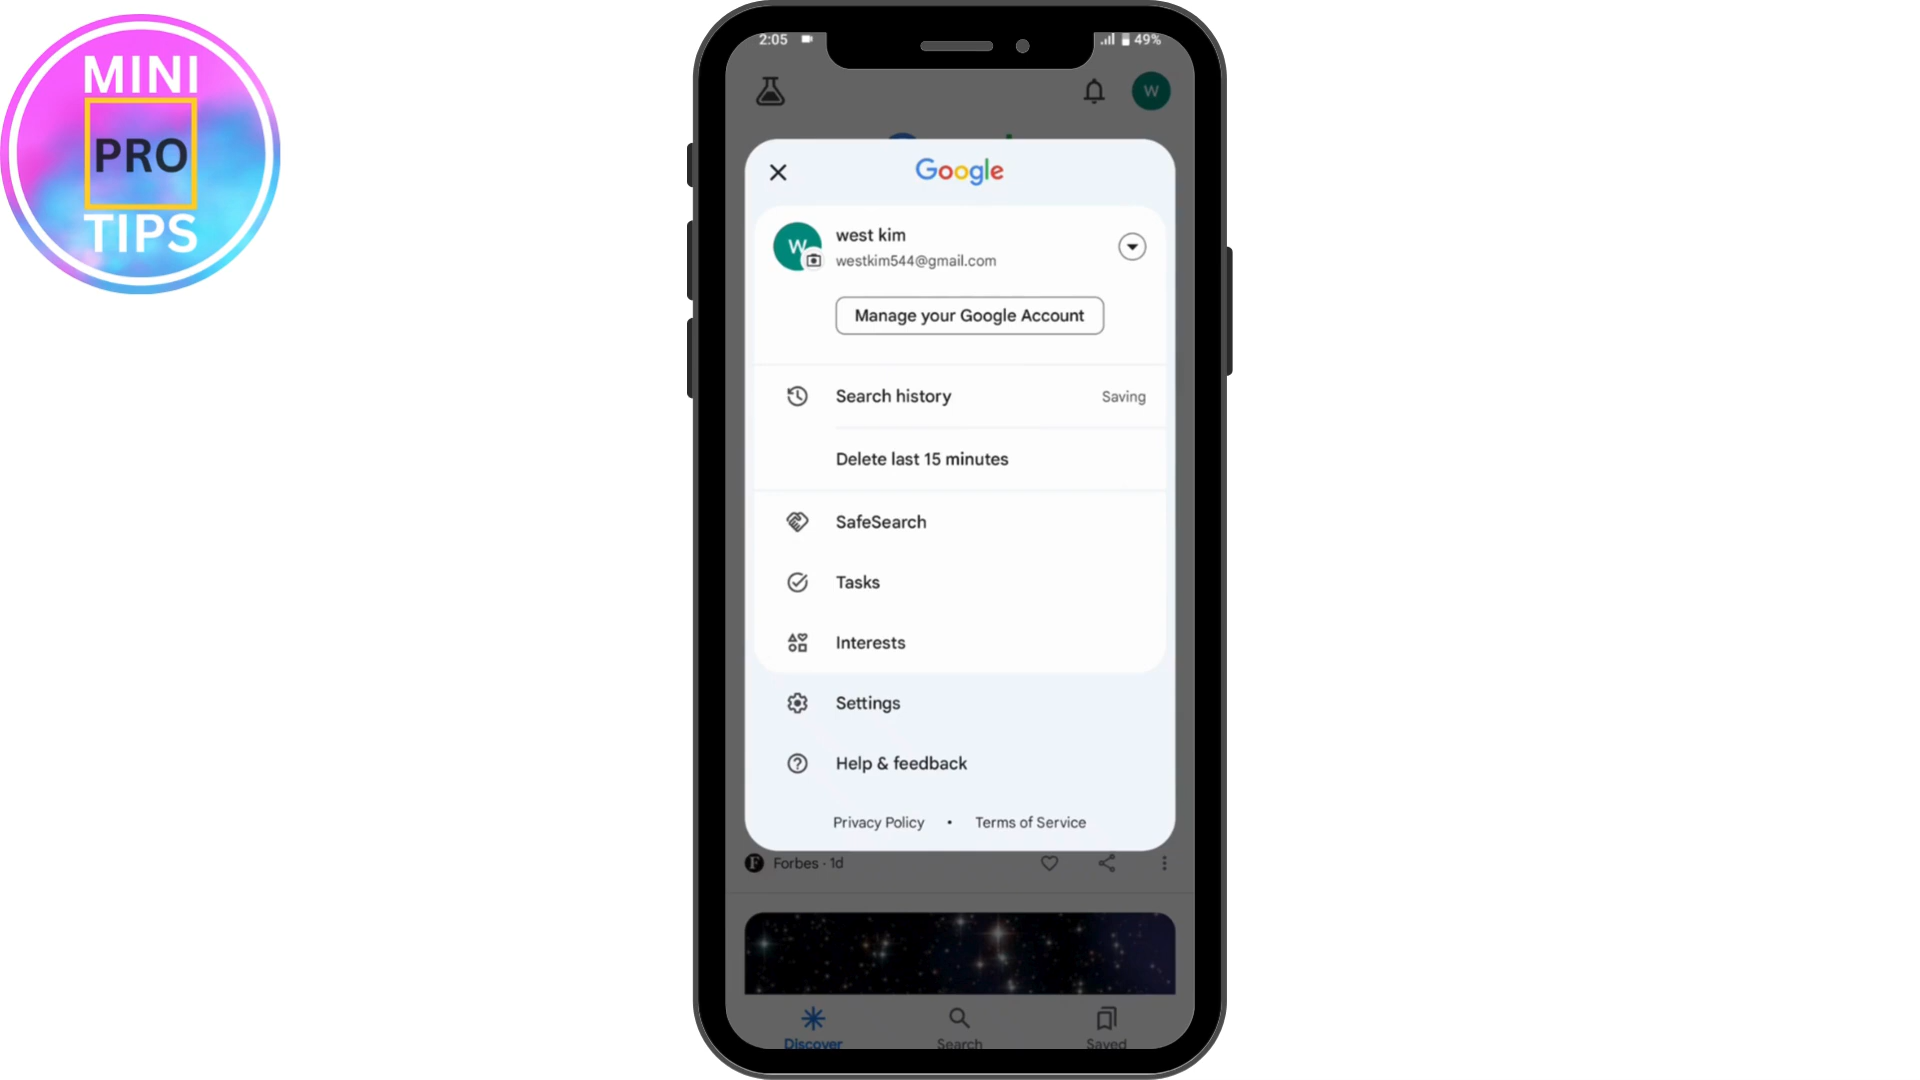 MINI
PRO
TIPS
2:05
49%
W
Google
W
west kim
westkim544@gmail.com
Manage your Google Account
Search history
Saving
Delete last 15 minutes
SafeSearch
Tasks
Interests
Settings
Help & feedback
Privacy Policy • Terms of Service
Forbes · 1d
Discover
Search
Saved